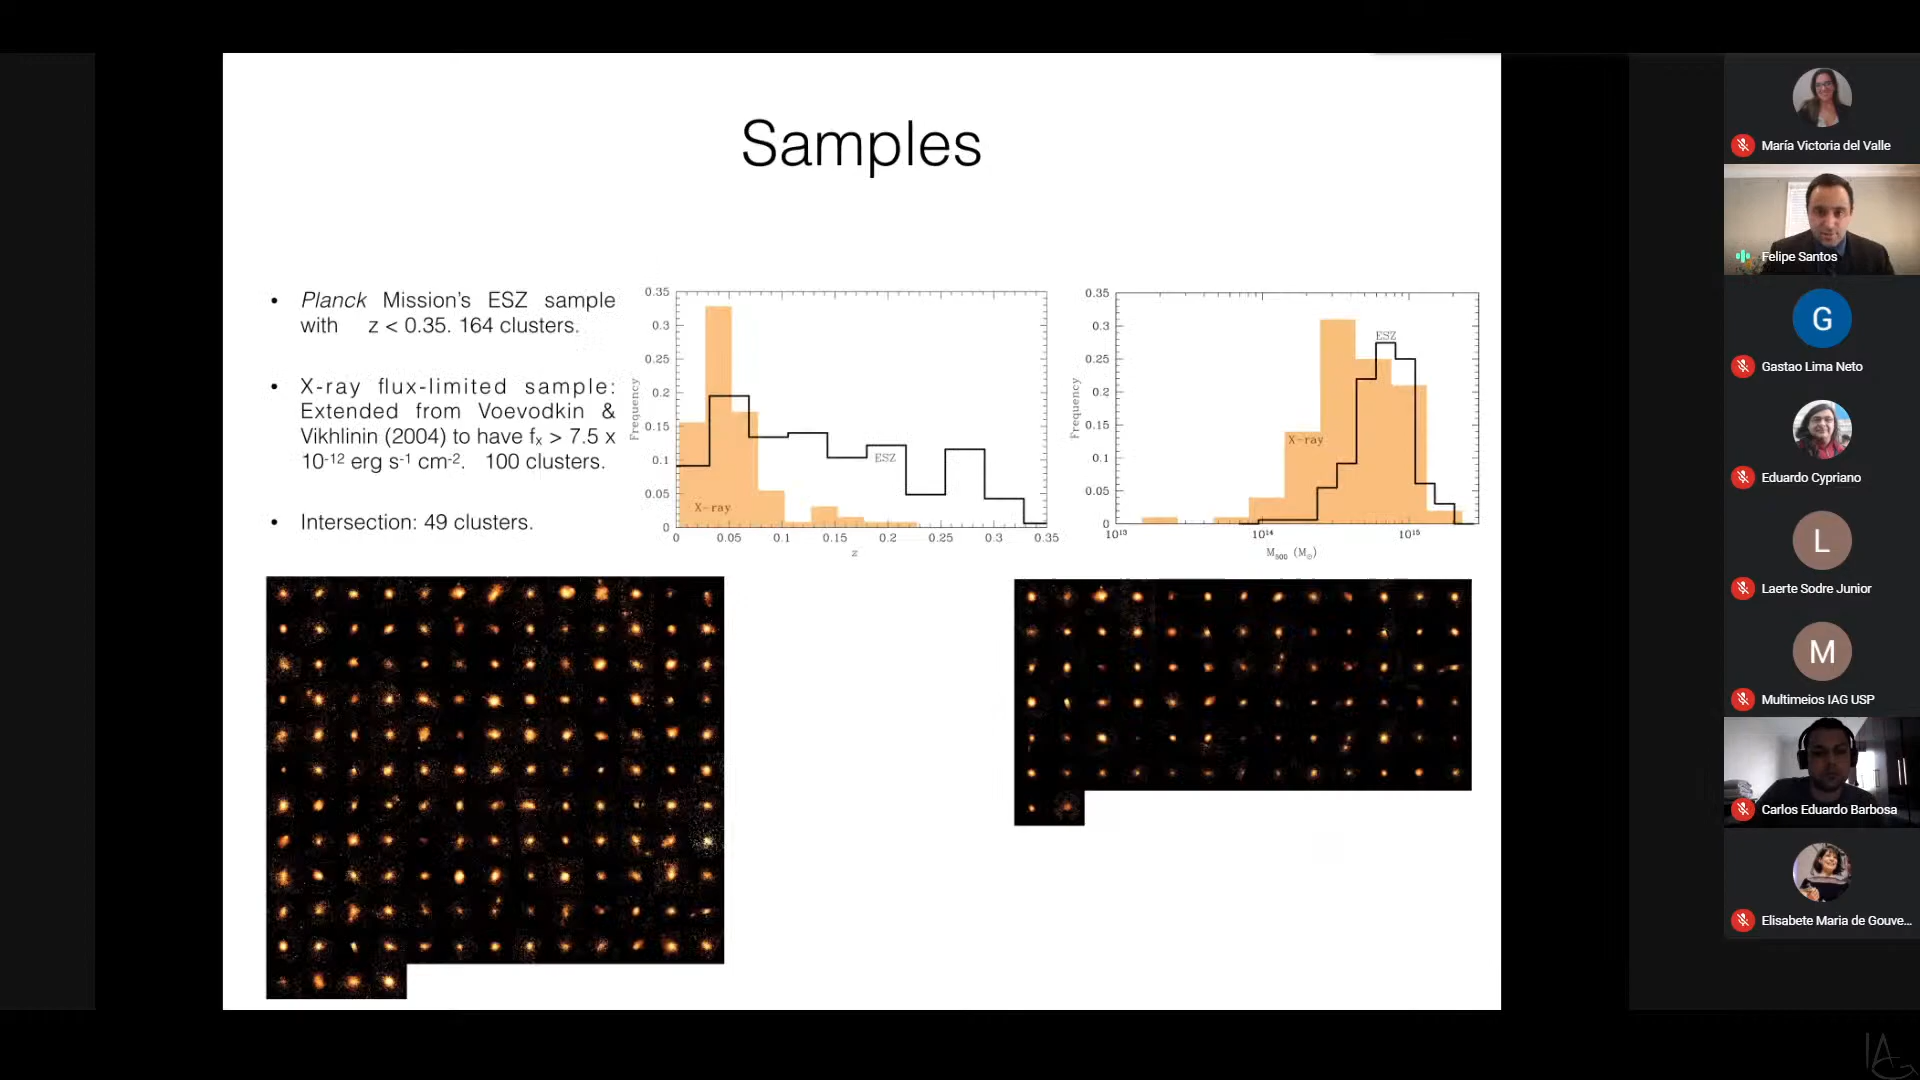 Samples
• Planck Mission's ESZ sample
with z < 0.35. 164 clusters.
• X-ray flux-limited sample:
Extended from Voevodkin &
Vikhlinin (2004) to have fₓ > 7.5 x
10⁻¹² erg s⁻¹ cm⁻². 100 clusters.
• Intersection: 49 clusters.
0.35
0.3
0.25
0.2
0.15
0.1
0.05
0
Frequency
ESZ
X-ray
0 0.05 0.1 0.15 0.2 0.25 0.3 0.35
z
0.35
0.3
0.25
0.2
0.15
0.1
0.05
0
Frequency
ESZ
X-ray
10¹³ 10¹⁴ 10¹⁵
M₅₀₀ (M☉)
María Victoria del Valle
Felipe Santos
G
Gastao Lima Neto
Eduardo Cypriano
L
Laerte Sodre Junior
M
Multimeios IAG USP
Carlos Eduardo Barbosa
Elisabete Maria de Gouve...
IAG